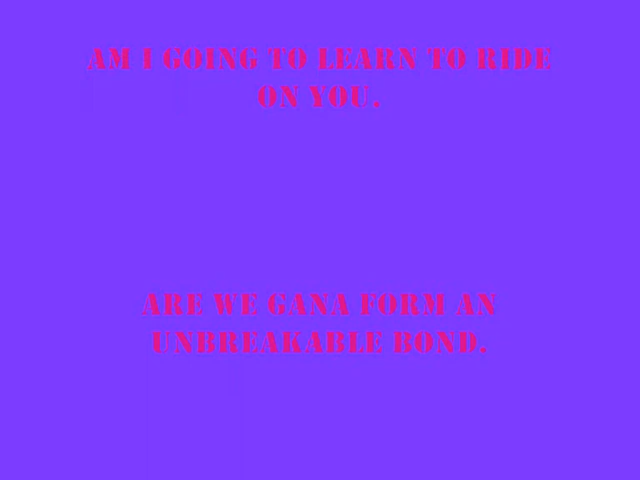 AM I GOING TO LEARN TO RIDE
ON YOU.
ARE WE GANA FORM AN
UNBREAKABLE BOND.